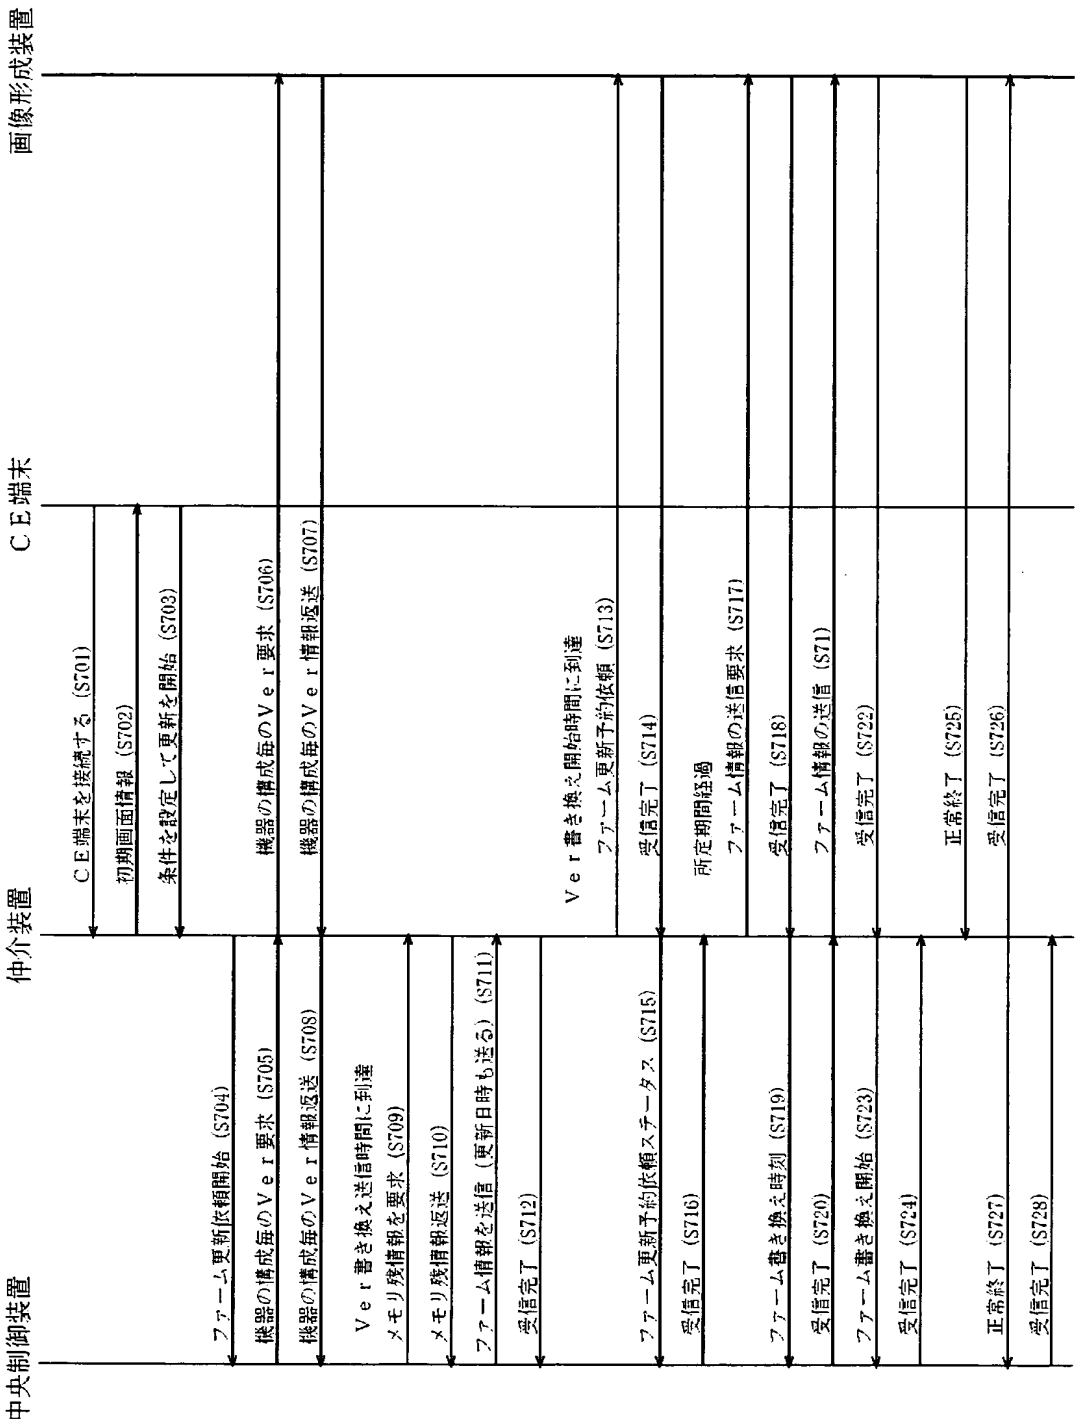 中央制御装置
仲介装置
ＣＥ端末
画像形成装置
ＣＥ端末を接続する (S701)
初期画面情報 (S702)
条件を設定して更新を開始 (S703)
ファーム更新依頼開始 (S704)
機器の構成毎のＶｅｒ要求 (S705)
機器の構成毎のＶｅｒ要求 (S706)
機器の構成毎のＶｅｒ情報返送 (S707)
機器の構成毎のＶｅｒ情報返送 (S708)
Ｖｅｒ書き換え送信時間に到達
メモリ残情報を要求 (S709)
メモリ残情報返送 (S710)
ファーム情報を送信 (更新日時も送る) (S711)
受信完了 (S712)
Ｖｅｒ書き換え開始時間に到達
ファーム更新予約依頼 (S713)
受信完了 (S714)
ファーム更新予約依頼ステータス (S715)
受信完了 (S716)
所定期間経過
ファーム情報の送信要求 (S717)
受信完了 (S718)
ファーム書き換え時刻 (S719)
受信完了 (S720)
ファーム情報の送信 (S71)
受信完了 (S722)
ファーム書き換え開始 (S723)
受信完了 (S724)
正常終了 (S725)
受信完了 (S726)
正常終了 (S727)
受信完了 (S728)